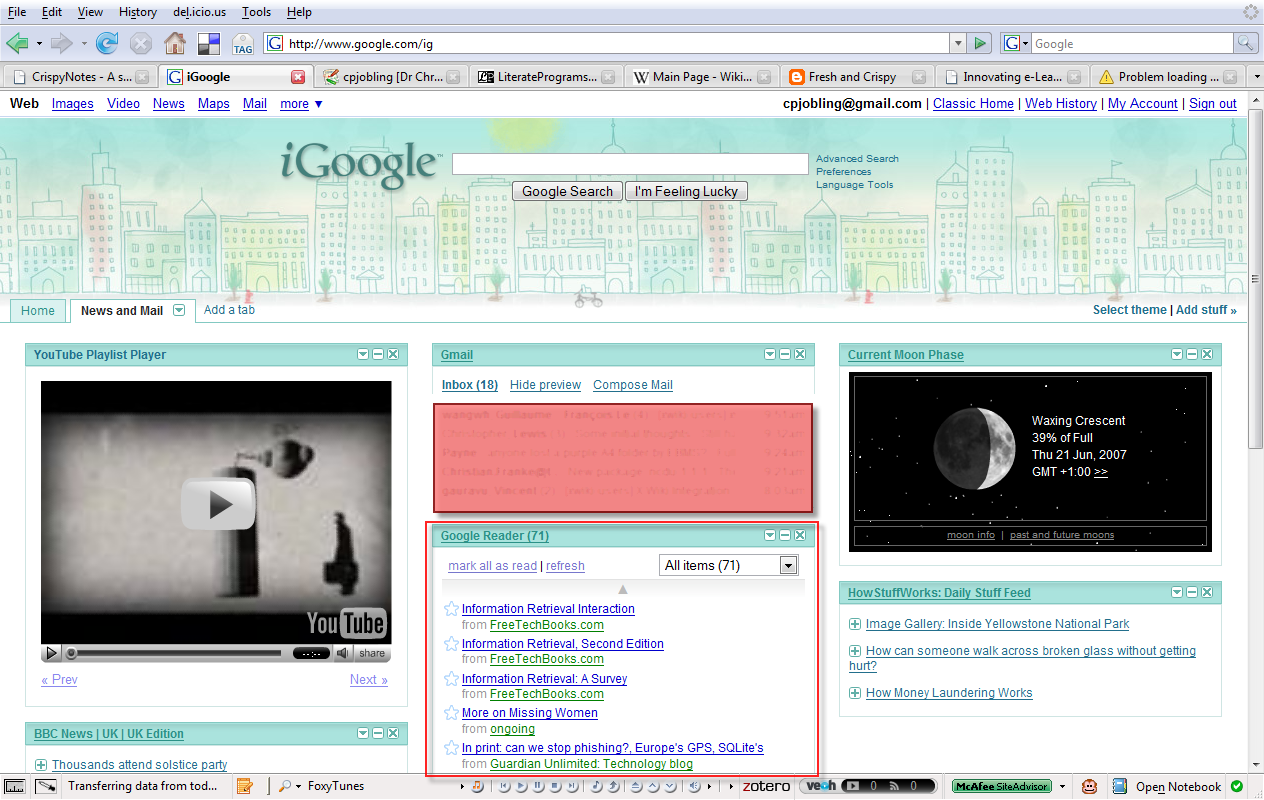 File Edit View History del.icio.us Tools Help
TAG G http://www.google.com/ig G Google
CrispyNotes - A s... iGoogle cpjobling [Dr Chr... LiteratePrograms... Main Page - Wiki... Fresh and Crispy Innovating e-Lea... Problem loading ...
Web Images Video News Maps Mail more ▼ cpjobling@gmail.com | Classic Home | Web History | My Account | Sign out
iGoogle™
Advanced Search
Preferences
Language Tools
Google Search I'm Feeling Lucky
Home News and Mail Add a tab Select theme | Add stuff »
YouTube Playlist Player
YouTube
share
« Prev Next »
BBC News | UK | UK Edition
Thousands attend solstice party
Gmail
Inbox (18) Hide preview Compose Mail
Google Reader (71)
mark all as read | refresh All items (71)
Information Retrieval Interaction
from FreeTechBooks.com
Information Retrieval, Second Edition
from FreeTechBooks.com
Information Retrieval: A Survey
from FreeTechBooks.com
More on Missing Women
from ongoing
In print: can we stop phishing?, Europe's GPS, SQLite's
from Guardian Unlimited: Technology blog
Current Moon Phase
Waxing Crescent
39% of Full
Thu 21 Jun, 2007
GMT +1:00 >>
moon info | past and future moons
HowStuffWorks: Daily Stuff Feed
Image Gallery: Inside Yellowstone National Park
How can someone walk across broken glass without getting
hurt?
How Money Laundering Works
Transferring data from tod... FoxyTunes zotero veoh 0 0 McAfee SiteAdvisor Open Notebook